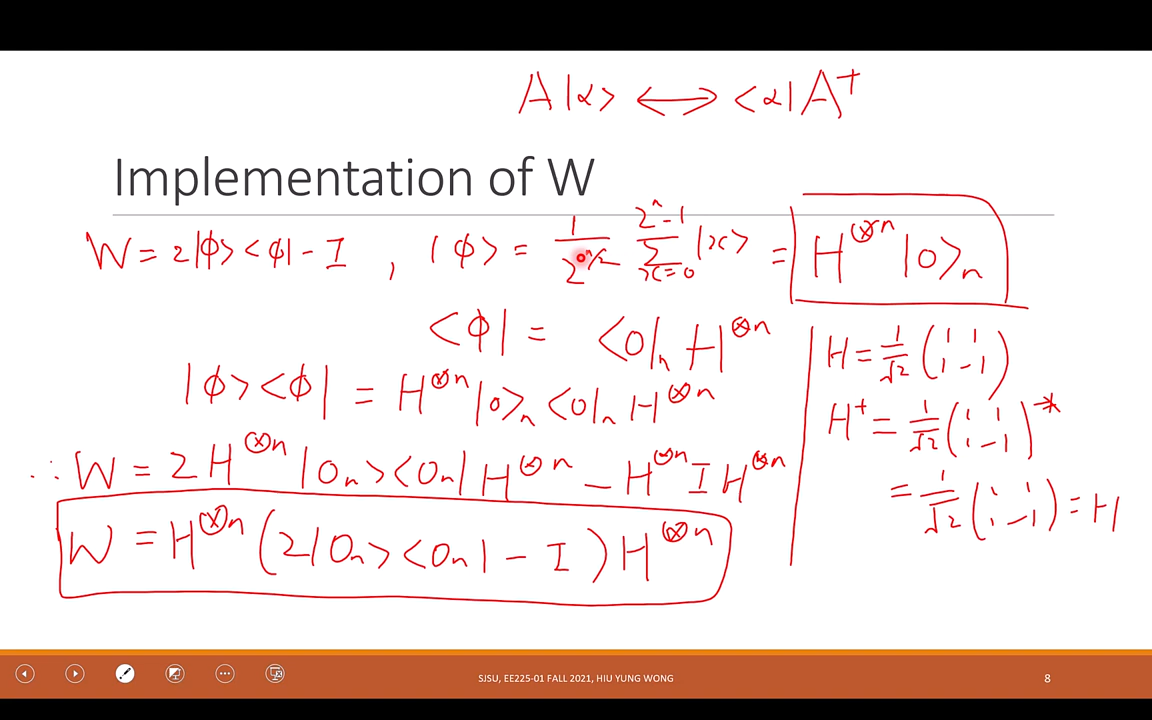 A|α> ⟷ <α|A†
Implementation of W
W = 2|ϕ><ϕ| - I , |ϕ> = 1/2^(n/2) Σ_{x=0}^{2^n-1} |x> = H^{⊗n} |0>_n
<ϕ| = <0|_n H^{⊗n}
|ϕ><ϕ| = H^{⊗n} |0>_n <0|_n H^{⊗n}
∴ W = 2 H^{⊗n} |0_n><0_n| H^{⊗n} - H^{⊗n} I H^{⊗n}
W = H^{⊗n} (2|0_n><0_n| - I) H^{⊗n}
H = 1/√2 (1 1 1 -1)
H† = 1/√2 (1 1 1 -1)^*
= 1/√2 (1 1 1 -1) = H
SJSU, EE225-01 FALL 2021, HIU YUNG WONG
8